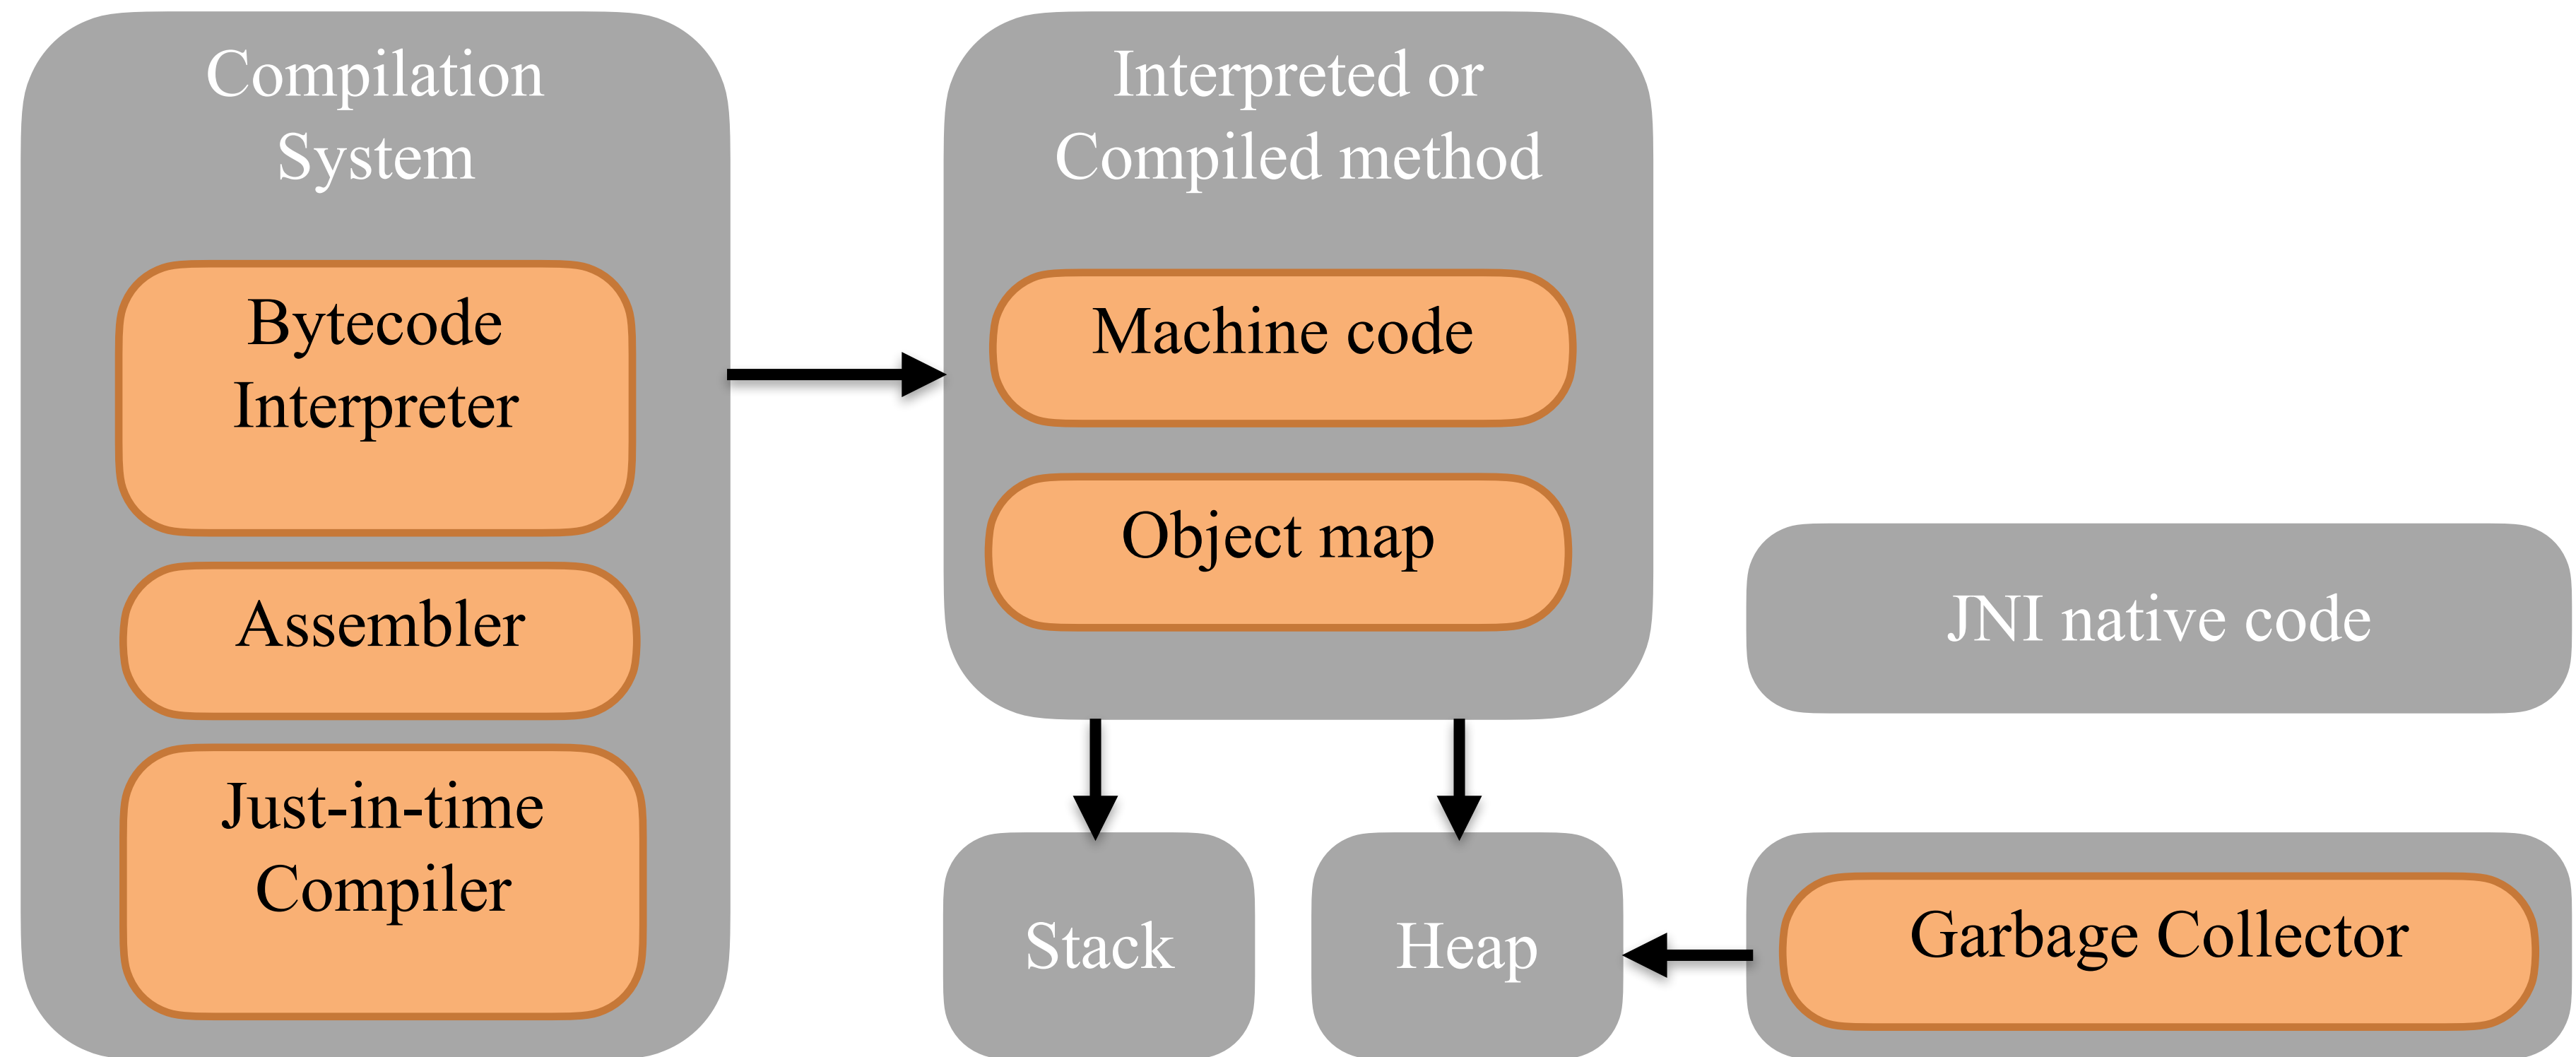 Compilation
System
Bytecode
Interpreter
Assembler
Just-in-time
Compiler
Interpreted or
Compiled method
Machine code
Object map
Stack
Heap
JNI native code
Garbage Collector